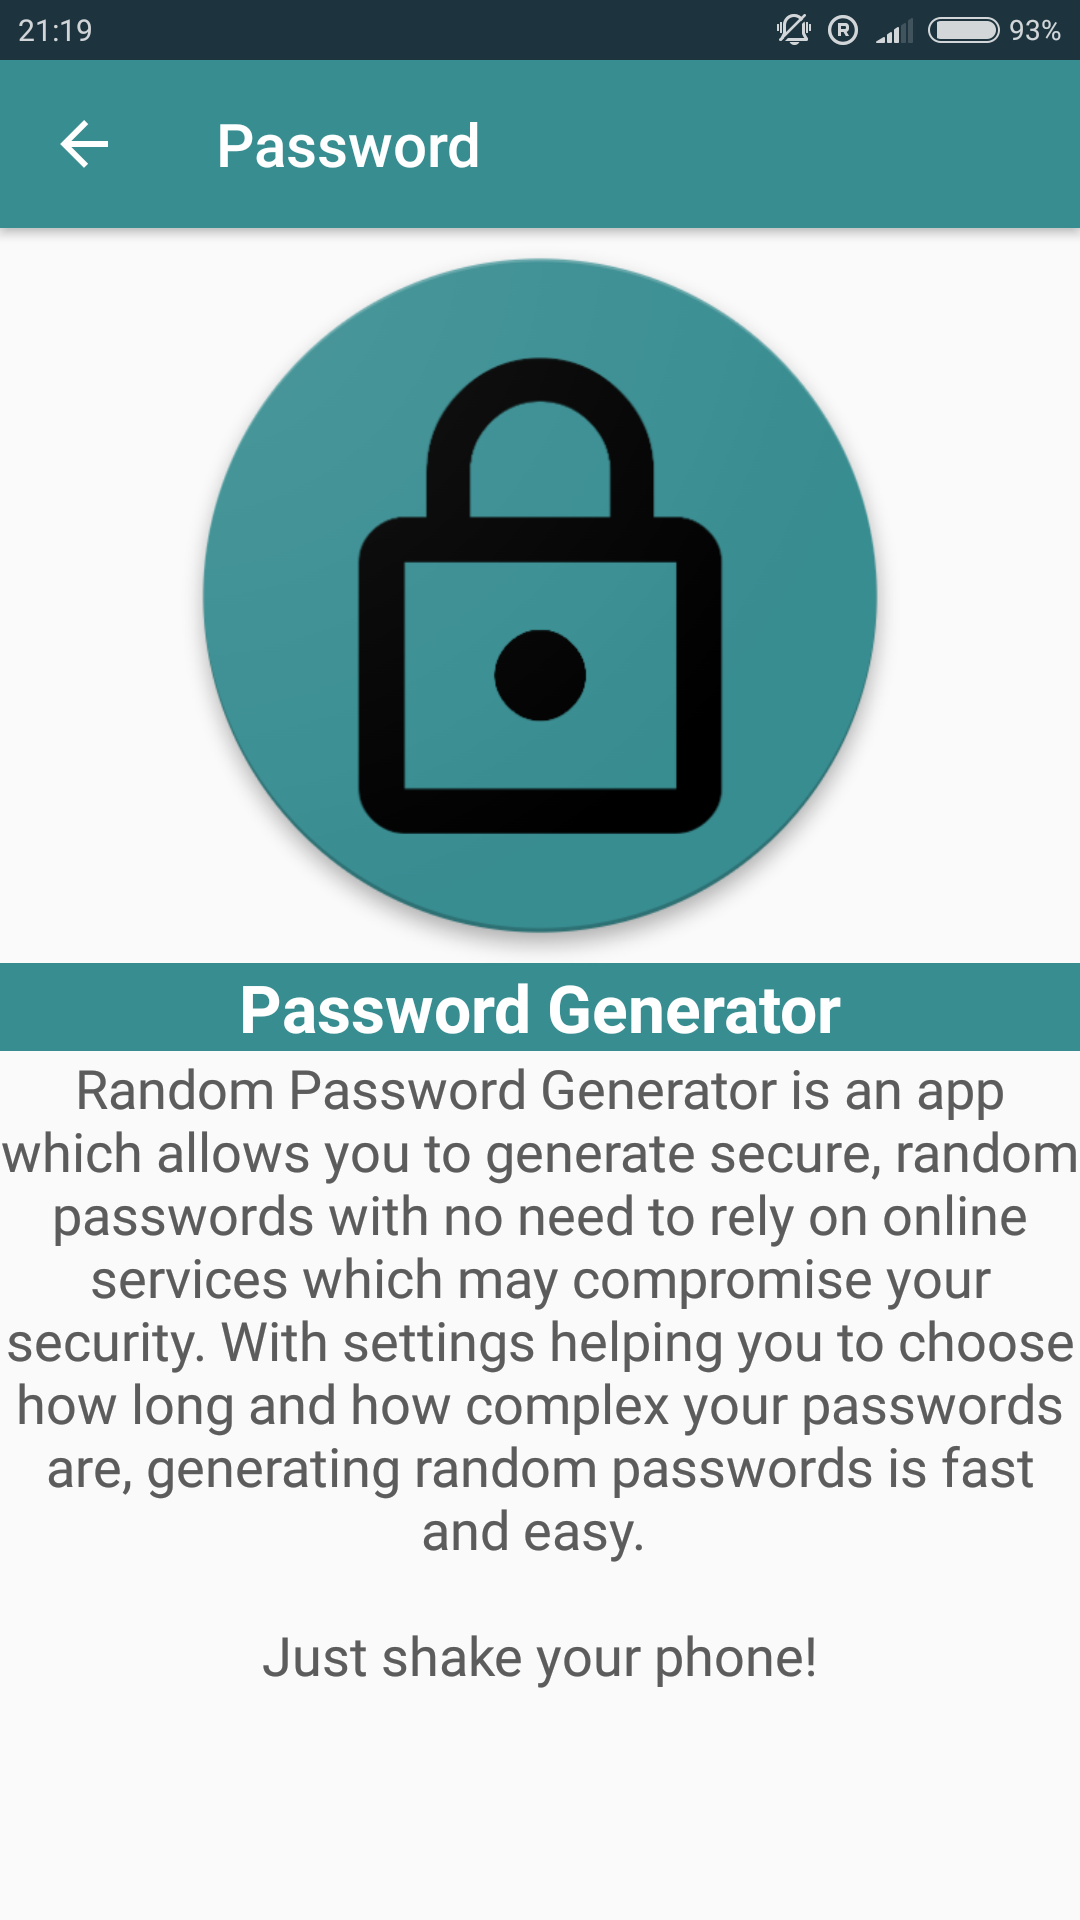 21:19
R
93%
Password
Password Generator
Random Password Generator is an app
which allows you to generate secure, random
passwords with no need to rely on online
services which may compromise your
security. With settings helping you to choose
how long and how complex your passwords
are, generating random passwords is fast
and easy.
Just shake your phone!